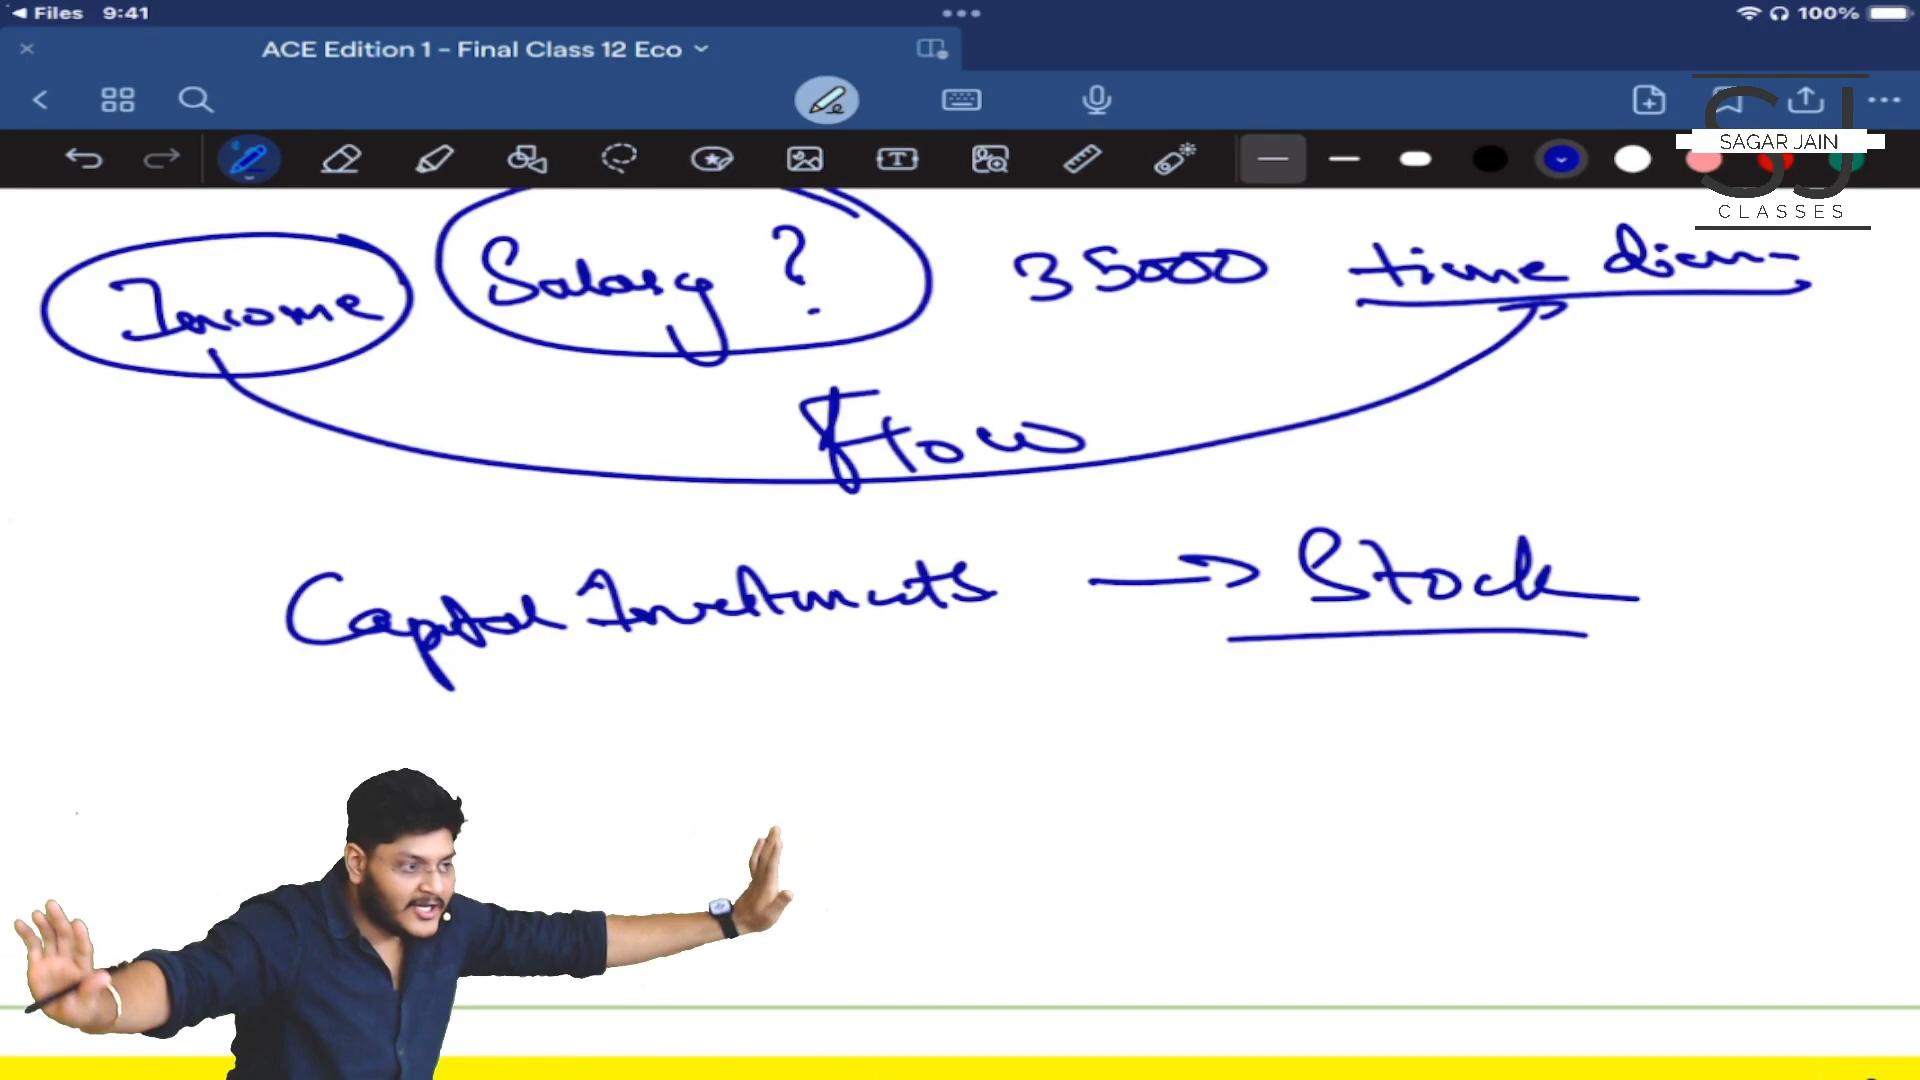 Files 9:41 100%
ACE Edition 1 - Final Class 12 Eco
SAGAR JAIN
CLASSES
Income Salary ? 35000 time dim-
Flow
Capital Investments → Stock